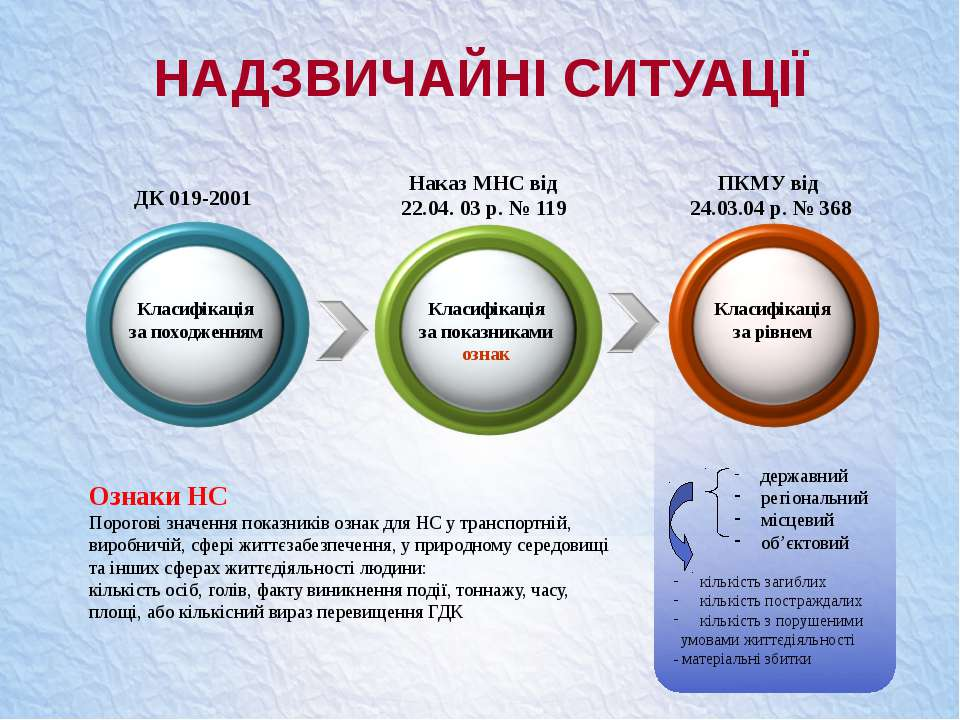 НАДЗВИЧАЙНІ СИТУАЦІЇ
ДК 019-2001
Наказ МНС від
22.04. 03 р. № 119
ПКМУ від
24.03.04 р. № 368
Класифікація
за походженням
Класифікація
за показниками
ознак
Класифікація
за рівнем
Ознаки НС
Порогові значення показників ознак для НС у транспортній,
виробничій, сфері життєзабезпечення, у природному середовищі
та інших сферах життєдіяльності людини:
кількість осіб, голів, факту виникнення події, тоннажу, часу,
площі, або кількісний вираз перевищення ГДК
- державний
- регіональний
- місцевий
- об’єктовий
- кількість загиблих
- кількість постраждалих
- кількість з порушеними
умовами життєдіяльності
- матеріальні збитки